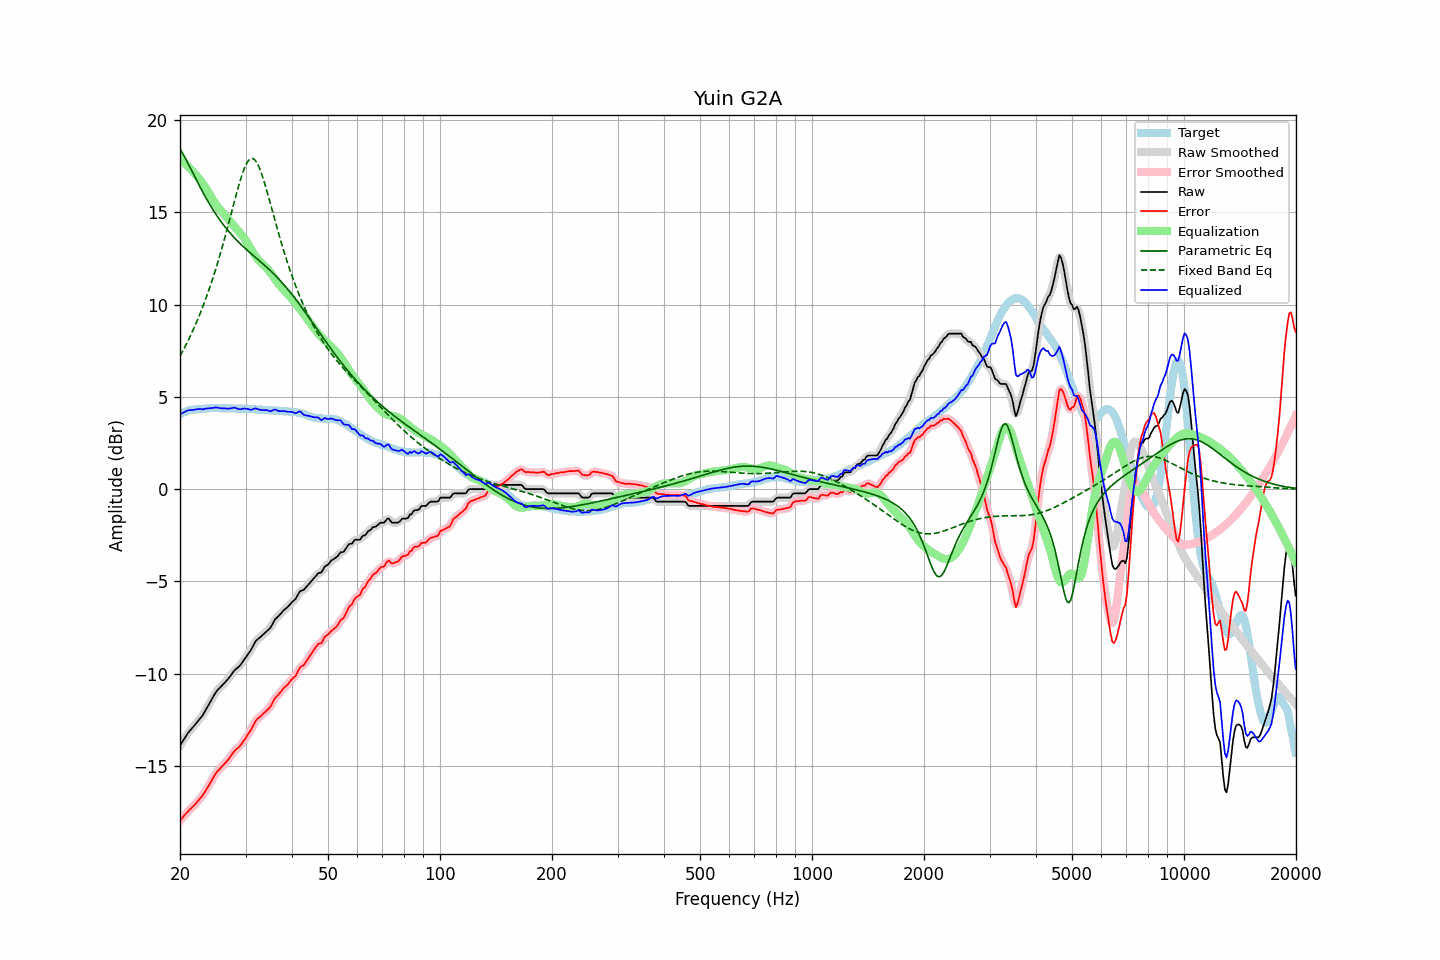 Yuin G2A
Amplitude (dBr)
20
15
10
5
0
−5
−10
−15
Target
Raw Smoothed
Error Smoothed
Raw
Error
Equalization
Parametric Eq
Fixed Band Eq
Equalized
20 50 100 200 500 1000 2000 5000 10000 20000
Frequency (Hz)